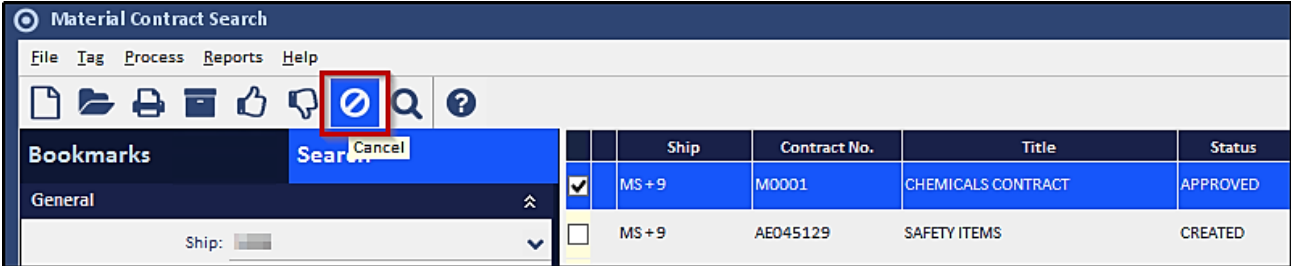 Material Contract Search
File Tag Process Reports Help
Cancel
Bookmarks Search
General
Ship:
Ship Contract No. Title Status
MS+9 M0001 CHEMICALS CONTRACT APPROVED
MS+9 AE045129 SAFETY ITEMS CREATED